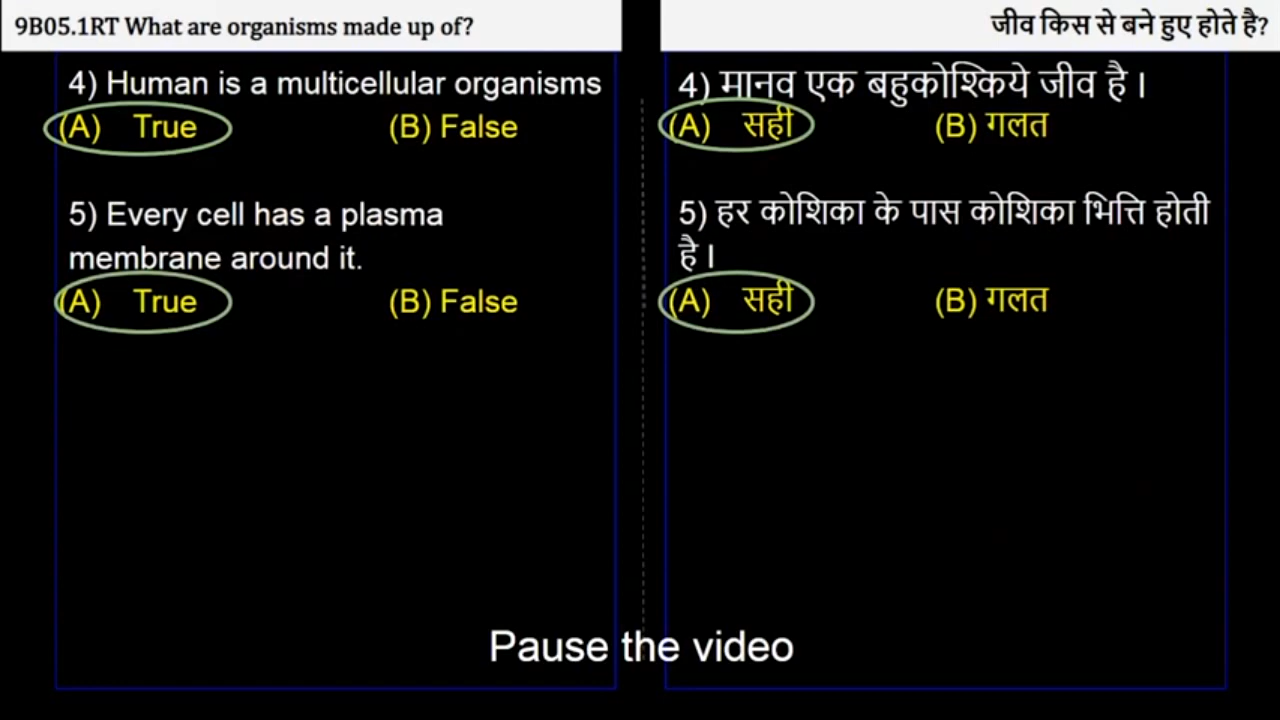 9B05.1RT What are organisms made up of?
जीव किस से बने हुए होते है?
4) Human is a multicellular organisms
(A) True (B) False
5) Every cell has a plasma
membrane around it.
(A) True (B) False
4) मानव एक बहुकोश्किये जीव है ।
(A) सही (B) गलत
5) हर कोशिका के पास कोशिका भित्ति होती
है ।
(A) सही (B) गलत
Pause the video